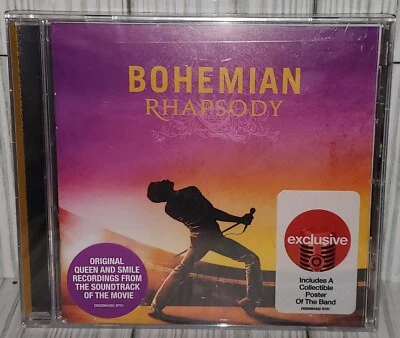 BOHEMIAN
RHAPSODY
ORIGINAL
QUEEN AND SMILE
RECORDINGS FROM
THE SOUNDTRACK
OF THE MOVIE
exclusive
Includes A
Collectible
Poster
Of The Band